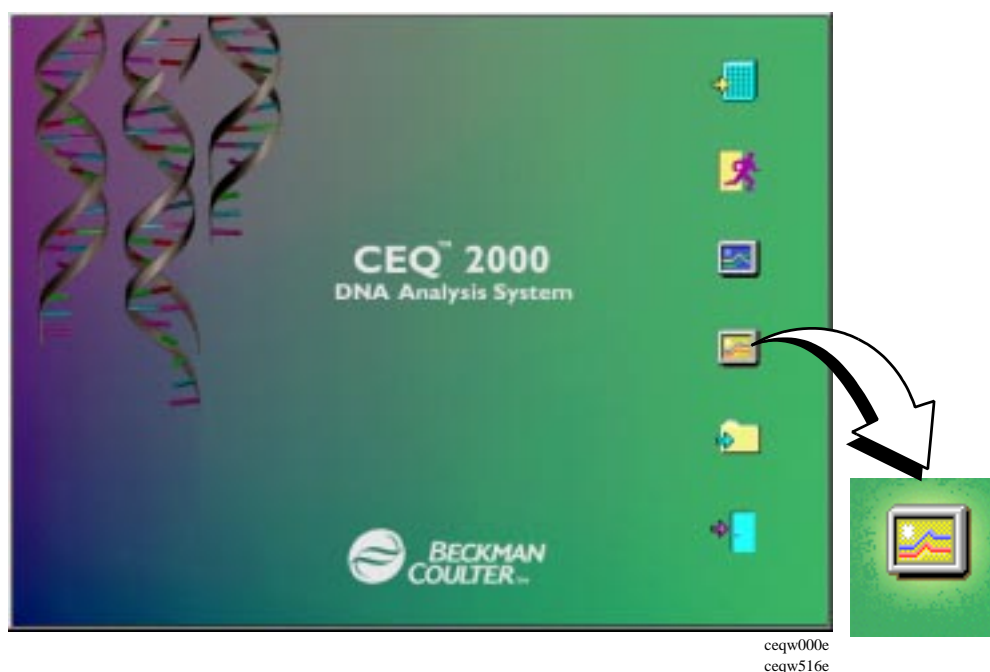 CEQ™ 2000
DNA Analysis System
BECKMAN
COULTER™
ceqw000e
ceqw516e